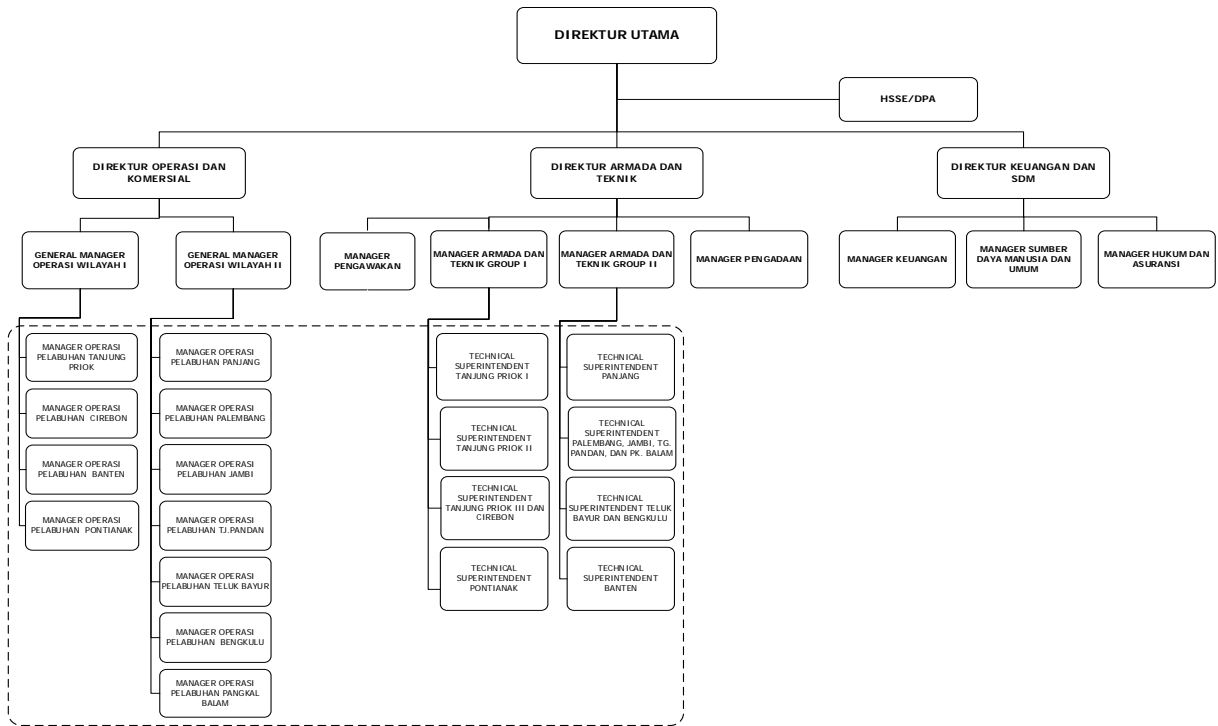 DIREKTUR UTAMA
HSSE/DPA
DIREKTUR OPERASI DAN
KOMERSIAL
DIREKTUR ARMADA DAN
TEKNIK
DIREKTUR KEUANGAN DAN
SDM
GENERAL MANAGER
OPERASI WILAYAH I
GENERAL MANAGER
OPERASI WILAYAH II
MANAGER
PENGAWAKAN
MANAGER ARMADA DAN
TEKNIK GROUP I
MANAGER ARMADA DAN
TEKNIK GROUP II
MANAGER PENGADAAN
MANAGER KEUANGAN
MANAGER SUMBER
DAYA MANUSIA DAN
UMUM
MANAGER HUKUM DAN
ASURANSI
MANAGER OPERASI
PELABUHAN TANJUNG
PRIOK
MANAGER OPERASI
PELABUHAN CIREBON
MANAGER OPERASI
PELABUHAN BANTEN
MANAGER OPERASI
PELABUHAN PONTIANAK
MANAGER OPERASI
PELABUHAN PANJANG
MANAGER OPERASI
PELABUHAN PALEMBANG
MANAGER OPERASI
PELABUHAN JAMBI
MANAGER OPERASI
PELABUHAN TJ.PANDAN
MANAGER OPERASI
PELABUHAN TELUK BAYUR
MANAGER OPERASI
PELABUHAN BENGKULU
MANAGER OPERASI
PELABUHAN PANGKAL
BALAM
TECHNICAL
SUPERINTENDENT
TANJUNG PRIOK I
TECHNICAL
SUPERINTENDENT
TANJUNG PRIOK II
TECHNICAL
SUPERINTENDENT
TANJUNG PRIOK III DAN
CIREBON
TECHNICAL
SUPERINTENDENT
PONTIANAK
TECHNICAL
SUPERINTENDENT
PANJANG
TECHNICAL
SUPERINTENDENT
PALEMBANG, JAMBI, TG.
PANDAN, DAN PK. BALAM
TECHNICAL
SUPERINTENDENT TELUK
BAYUR DAN BENGKULU
TECHNICAL
SUPERINTENDENT
BANTEN